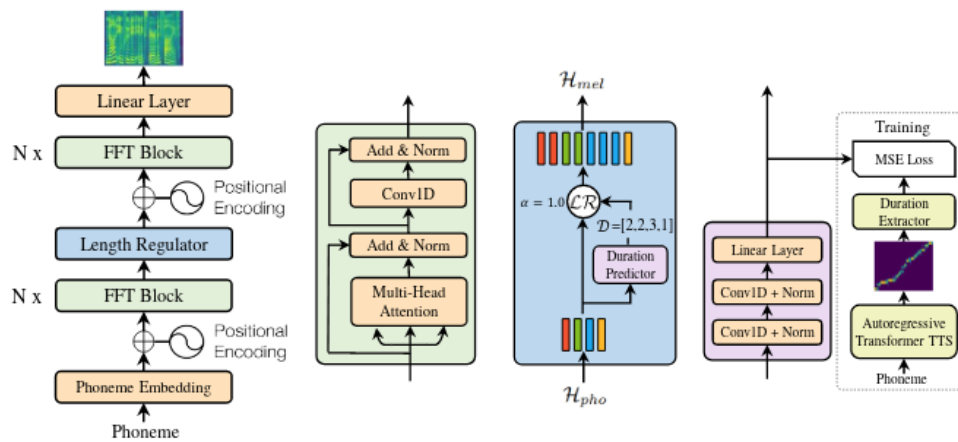 Linear Layer
N x
FFT Block
Positional
Encoding
Length Regulator
N x
FFT Block
Positional
Encoding
Phoneme Embedding
Phoneme
Add & Norm
Conv1D
Add & Norm
Multi-Head
Attention
ℋmel
α = 1.0
ℒℛ
𝒟=[2,2,3,1]
Duration
Predictor
ℋpho
Linear Layer
Conv1D + Norm
Conv1D + Norm
Training
MSE Loss
Duration
Extractor
Autoregressive
Transformer TTS
Phoneme